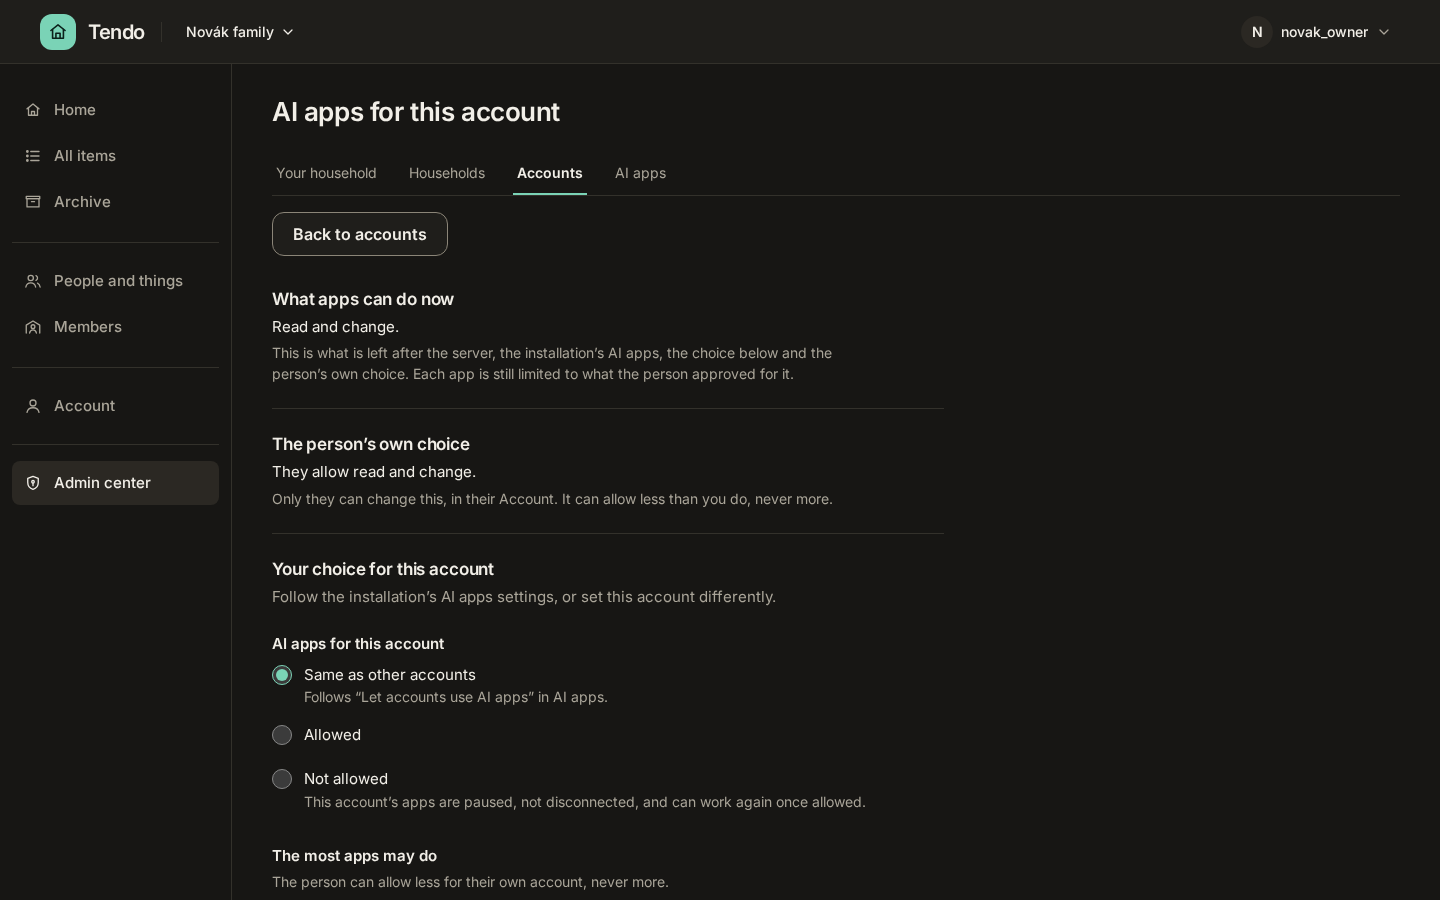 Tendo
Novák family
N
novak_owner
Home
All items
Archive
People and things
Members
Account
Admin center
AI apps for this account
Your household
Households
Accounts
AI apps
Back to accounts
What apps can do now
Read and change.
This is what is left after the server, the installation’s AI apps, the choice below and the
person’s own choice. Each app is still limited to what the person approved for it.
The person’s own choice
They allow read and change.
Only they can change this, in their Account. It can allow less than you do, never more.
Your choice for this account
Follow the installation’s AI apps settings, or set this account differently.
AI apps for this account
Same as other accounts
Follows “Let accounts use AI apps” in AI apps.
Allowed
Not allowed
This account’s apps are paused, not disconnected, and can work again once allowed.
The most apps may do
The person can allow less for their own account, never more.